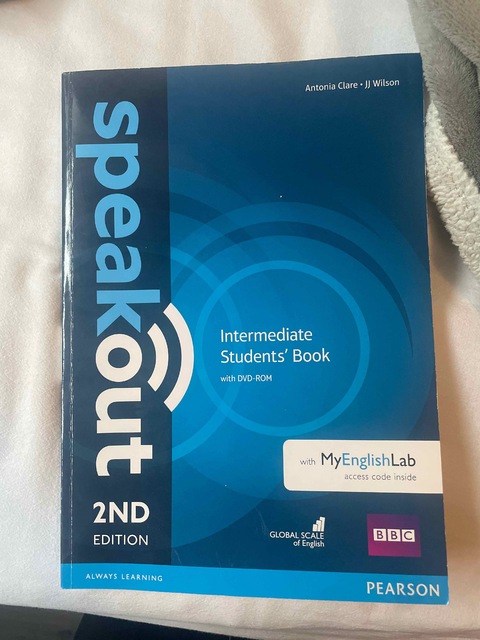 Antonia Clare • JJ Wilson
speakout
Intermediate
Students' Book
with DVD-ROM
with MyEnglishLab
access code inside
2ND
EDITION
GLOBAL SCALE
of English
BBC
ALWAYS LEARNING
PEARSON